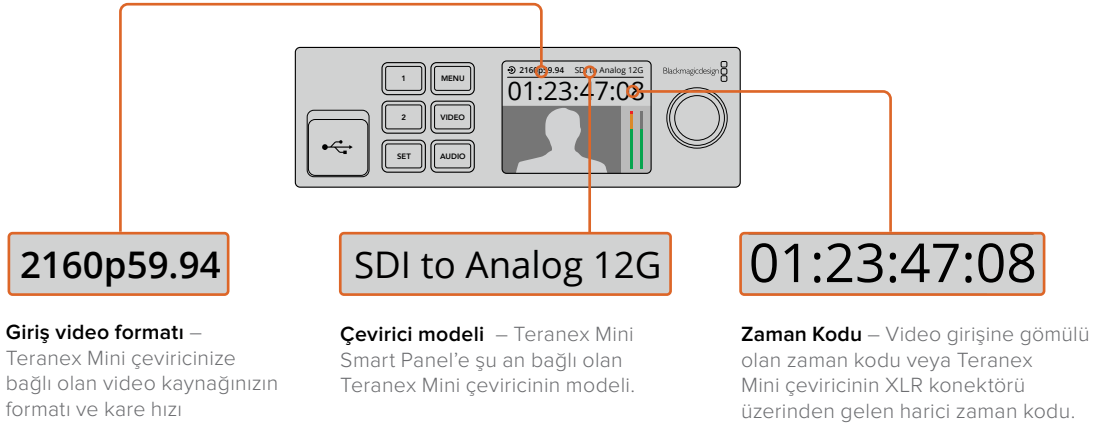 1
MENU
2
VIDEO
SET
AUDIO
2160p59.94 SDI to Analog 12G
01:23:47:08
Blackmagicdesign
2160p59.94
SDI to Analog 12G
01:23:47:08
Giriş video formatı –
Teranex Mini çeviricinize
bağlı olan video kaynağınızın
formatı ve kare hızı
Çevirici modeli – Teranex Mini
Smart Panel’e şu an bağlı olan
Teranex Mini çeviricinin modeli.
Zaman Kodu – Video girişine gömülü
olan zaman kodu veya Teranex
Mini çeviricinin XLR konektörü
üzerinden gelen harici zaman kodu.